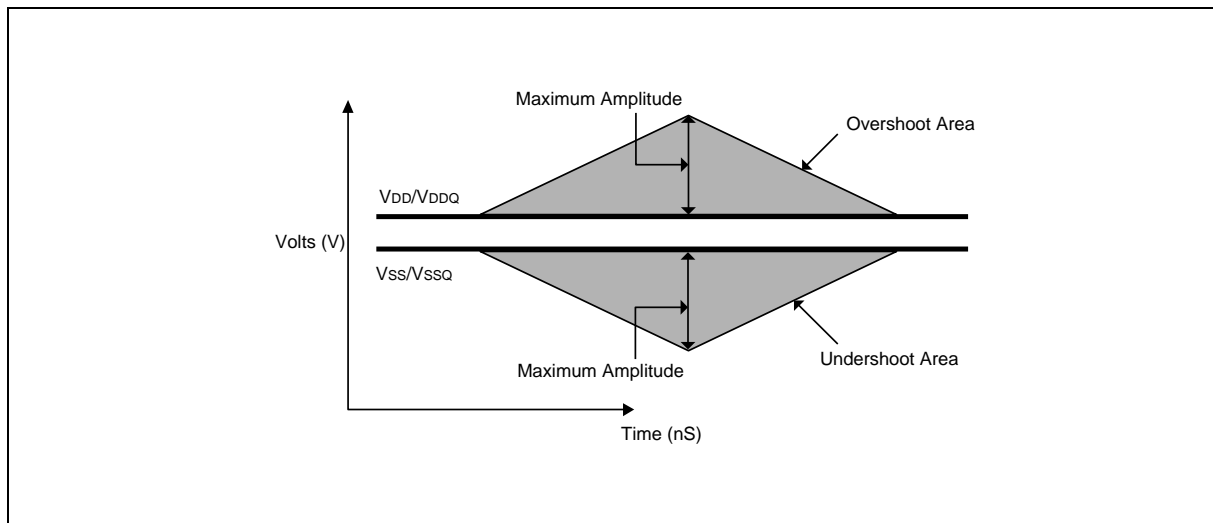 Maximum Amplitude
Overshoot Area
VDD/VDDQ
Volts (V)
VSS/VSSQ
Undershoot Area
Maximum Amplitude
Time (nS)